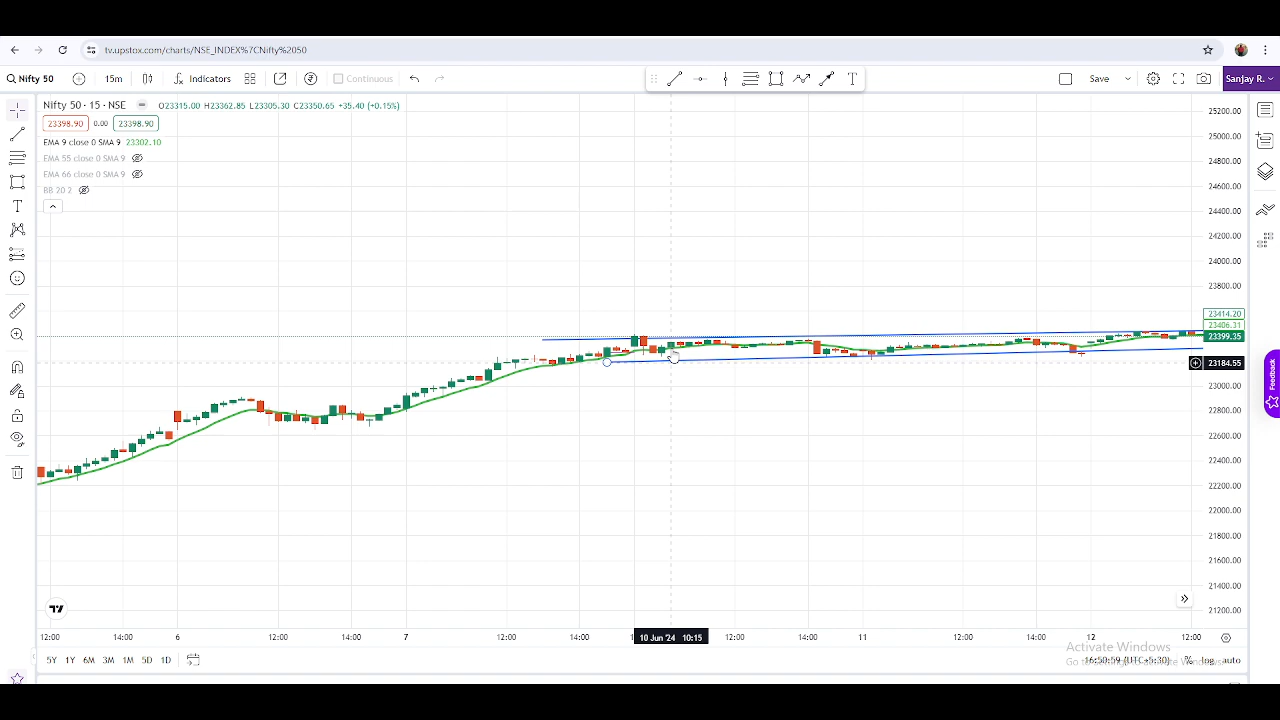 tv.upstox.com/charts/NSE_INDEX%7CNifty%2050
Nifty 50 15m Indicators Continuous Save Sanjay R.
Nifty 50 · 15 · NSE O23315.00 H23362.85 L23305.30 C23350.65 +35.40 (+0.15%)
23398.90 0.00 23398.90
EMA 9 close 0 SMA 9 23302.10
EMA 55 close 0 SMA 9
EMA 66 close 0 SMA 9
BB 20 2
25200.00
25000.00
24800.00
24600.00
24400.00
24200.00
24000.00
23800.00
23414.20
23406.31
23399.35
23184.55
23000.00
22800.00
22600.00
22400.00
22200.00
22000.00
21800.00
21600.00
21400.00
21200.00
Feedback
12:00 14:00 6 12:00 14:00 7 12:00 14:00 10 Jun '24 10:15 12:00 14:00 11 12:00 14:00 12 12:00
Activate Windows
5Y 1Y 6M 3M 1M 5D 1D 16:50:59 (UTC+5:30) % log auto